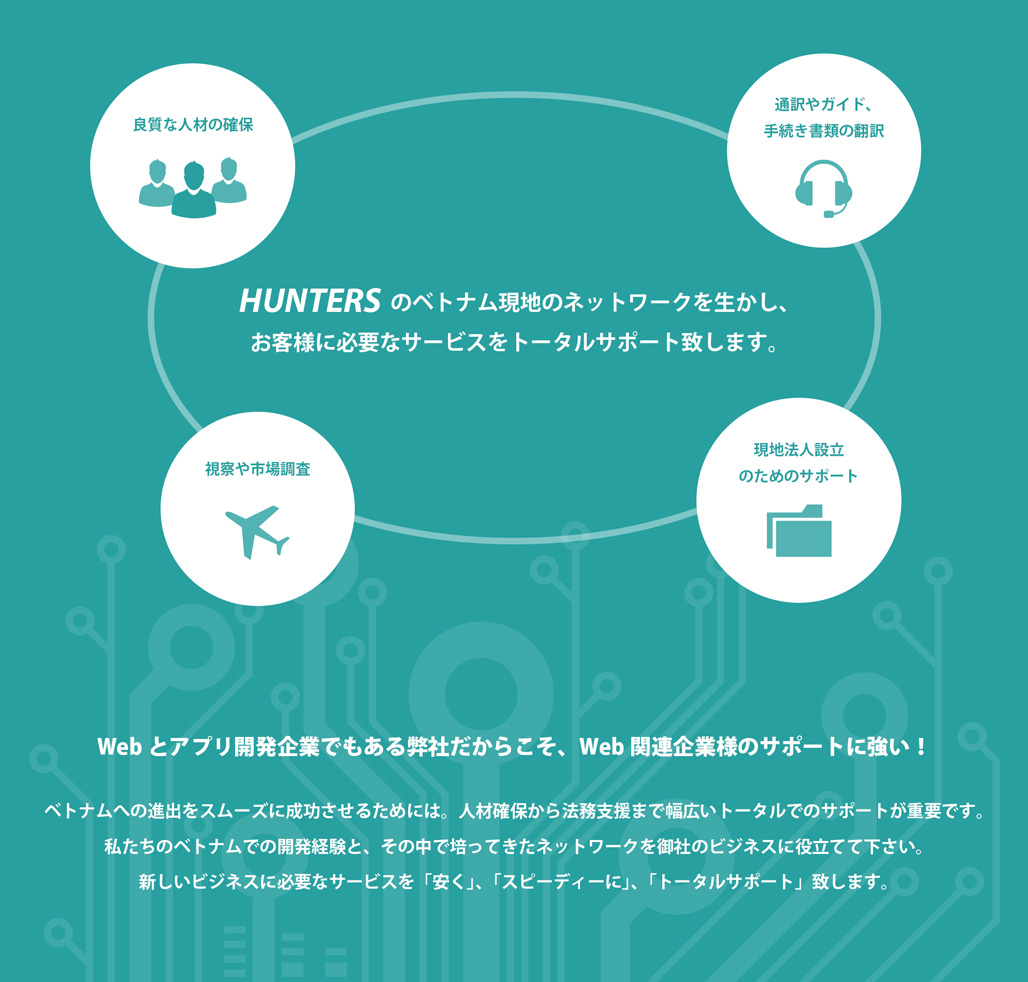 良質な人材の確保
通訳やガイド、
手続き書類の翻訳
HUNTERS のベトナム現地のネットワークを生かし、
お客様に必要なサービスをトータルサポート致します。
視察や市場調査
現地法人設立
のためのサポート
Web とアプリ開発企業でもある弊社だからこそ、Web 関連企業様のサポートに強い！
ベトナムへの進出をスムーズに成功させるためには。人材確保から法務支援まで幅広いトータルでのサポートが重要です。
私たちのベトナムでの開発経験と、その中で培ってきたネットワークを御社のビジネスに役立てて下さい。
新しいビジネスに必要なサービスを「安く」、「スピーディーに」、「トータルサポート」致します。